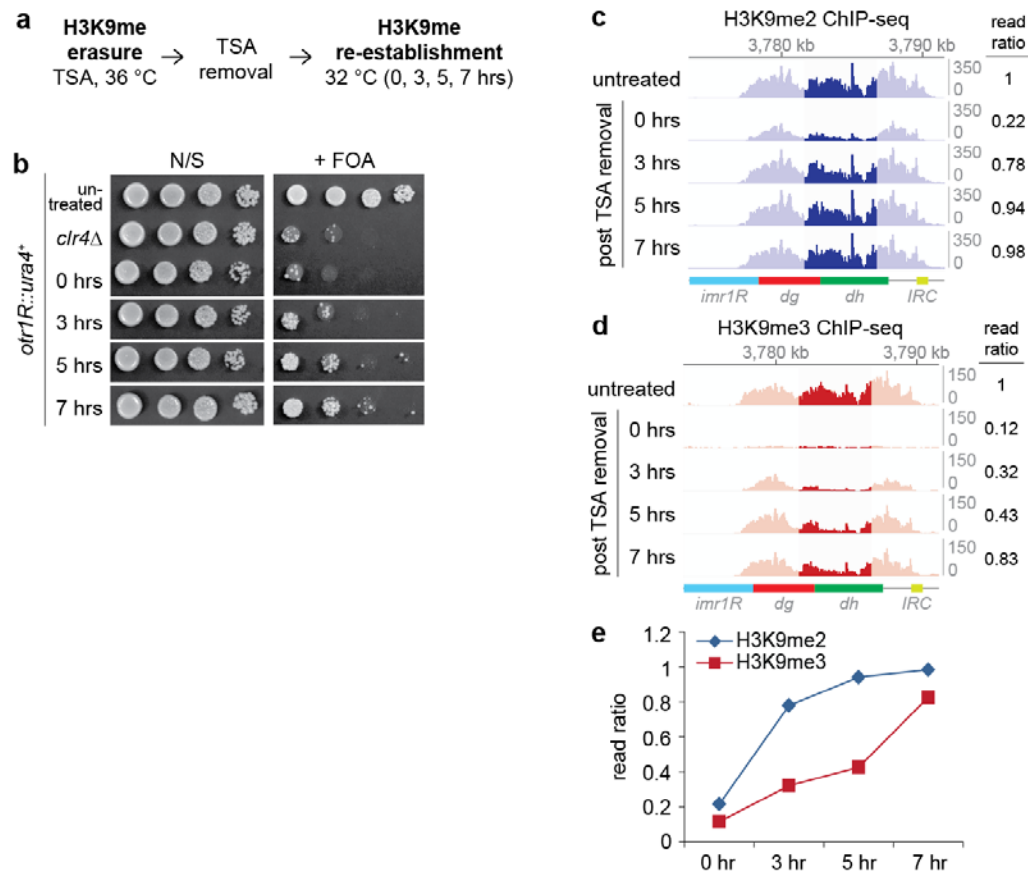 a
H3K9me erasure
TSA, 36 °C
TSA removal
H3K9me re-establishment
32 °C (0, 3, 5, 7 hrs)
b
N/S
+ FOA
otr1R::ura4+
un-
treated
clr4Δ
0 hrs
3 hrs
5 hrs
7 hrs
c
H3K9me2 ChIP-seq
read ratio
3,780 kb
3,790 kb
untreated
350
0
1
post TSA removal
0 hrs
350
0
0.22
3 hrs
350
0
0.78
5 hrs
350
0
0.94
7 hrs
350
0
0.98
imr1R
dg
dh
IRC
d
H3K9me3 ChIP-seq
read ratio
3,780 kb
3,790 kb
untreated
150
0
1
post TSA removal
0 hrs
150
0
0.12
3 hrs
150
0
0.32
5 hrs
150
0
0.43
7 hrs
150
0
0.83
imr1R
dg
dh
IRC
e
H3K9me2
H3K9me3
read ratio
1.2
1
0.8
0.6
0.4
0.2
0
0 hr
3 hr
5 hr
7 hr